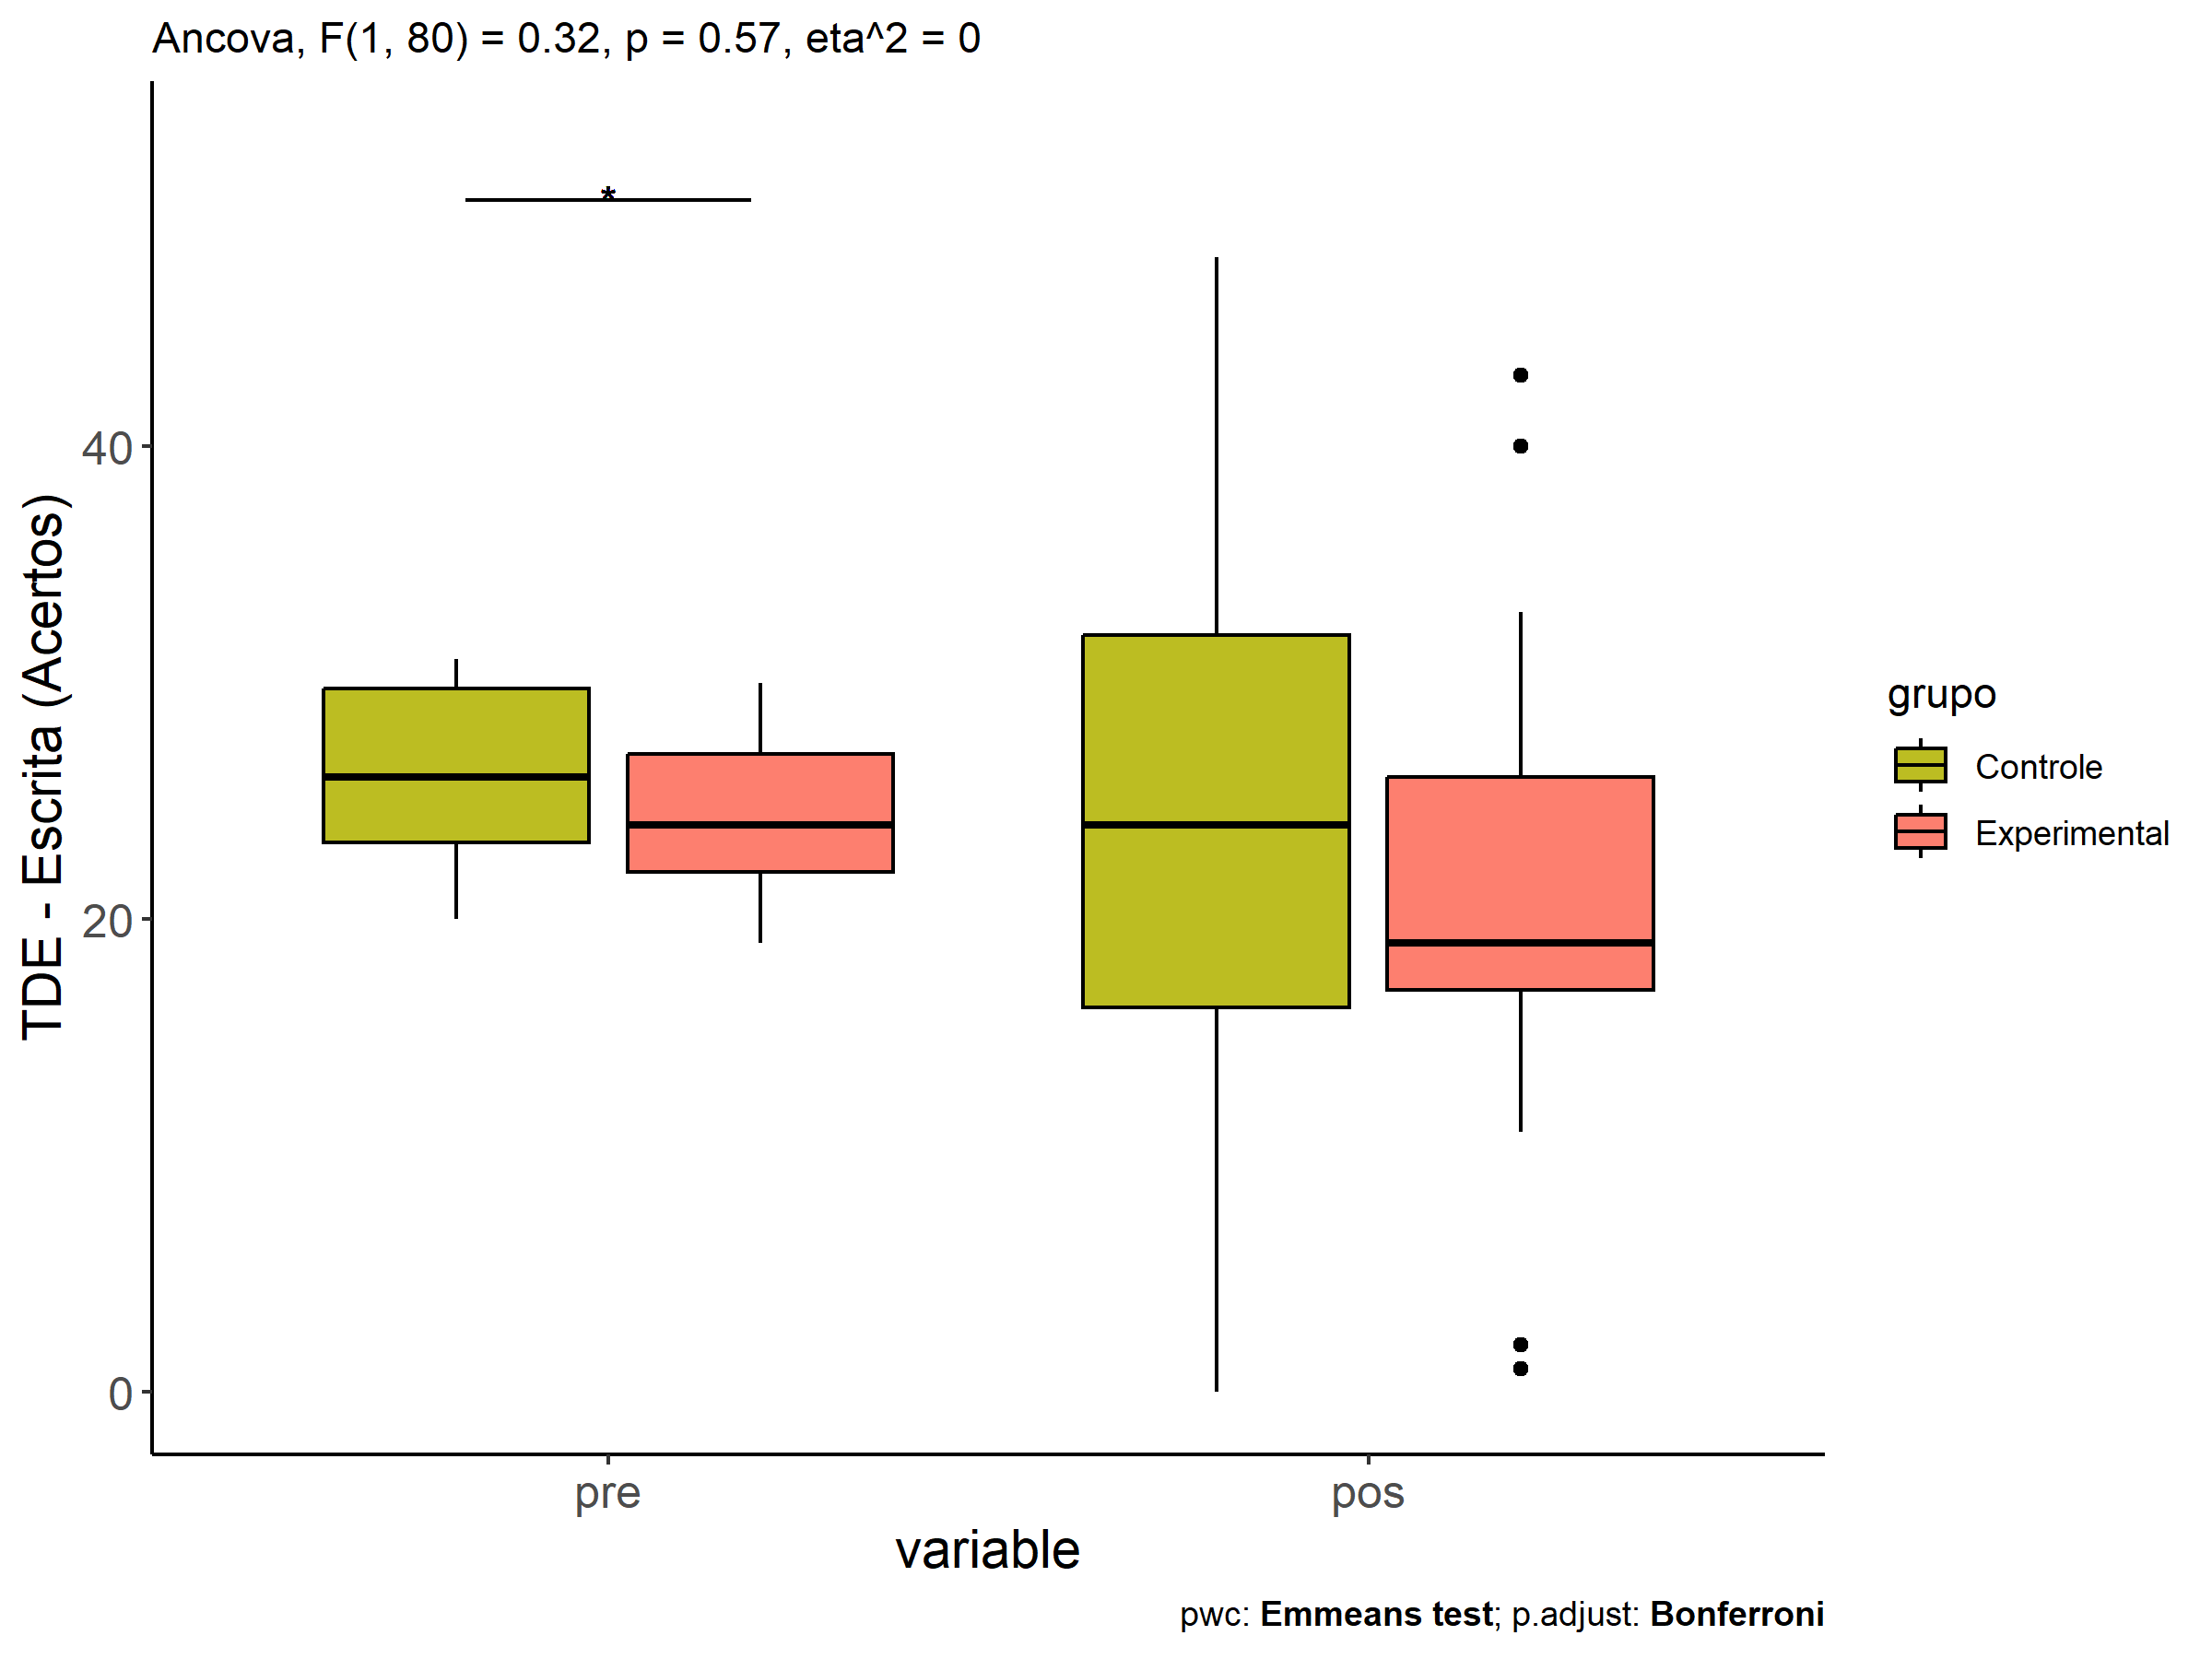 Ancova, F(1, 80) = 0.32, p = 0.57, eta^2 = 0
*
TDE - Escrita (Acertos)
40
20
0
pre
pos
variable
grupo
Controle
Experimental
pwc: Emmeans test; p.adjust: Bonferroni